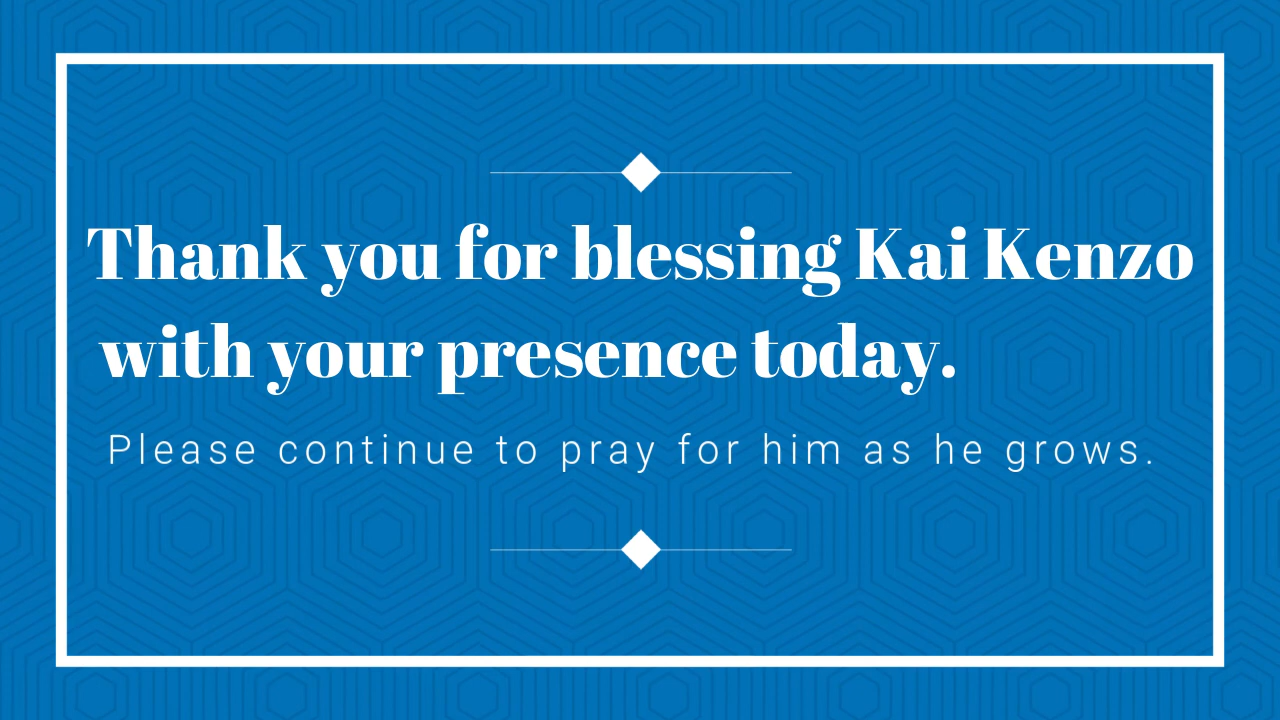 Thank you for blessing Kai Kenzo
with your presence today.
Please continue to pray for him as he grows.